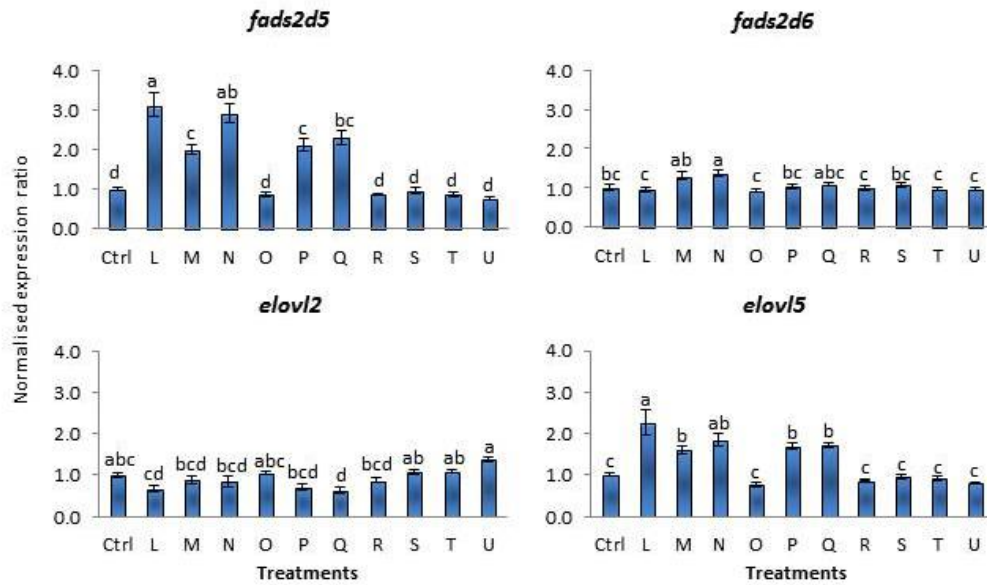 fads2d5
4.0
3.0
2.0
1.0
0.0
a
ab
c
c
bc
d
d
d
d
d
d
Ctrl L M N O P Q R S T U
fads2d6
4.0
3.0
2.0
1.0
0.0
bc c ab a c bc abc c bc c c
Ctrl L M N O P Q R S T U
Normalised expression ratio
elovl2
4.0
3.0
2.0
1.0
0.0
abc cd bcd bcd abc bcd d bcd ab ab a
Ctrl L M N O P Q R S T U
Treatments
elovl5
4.0
3.0
2.0
1.0
0.0
c a b ab c b b c c c c
Ctrl L M N O P Q R S T U
Treatments